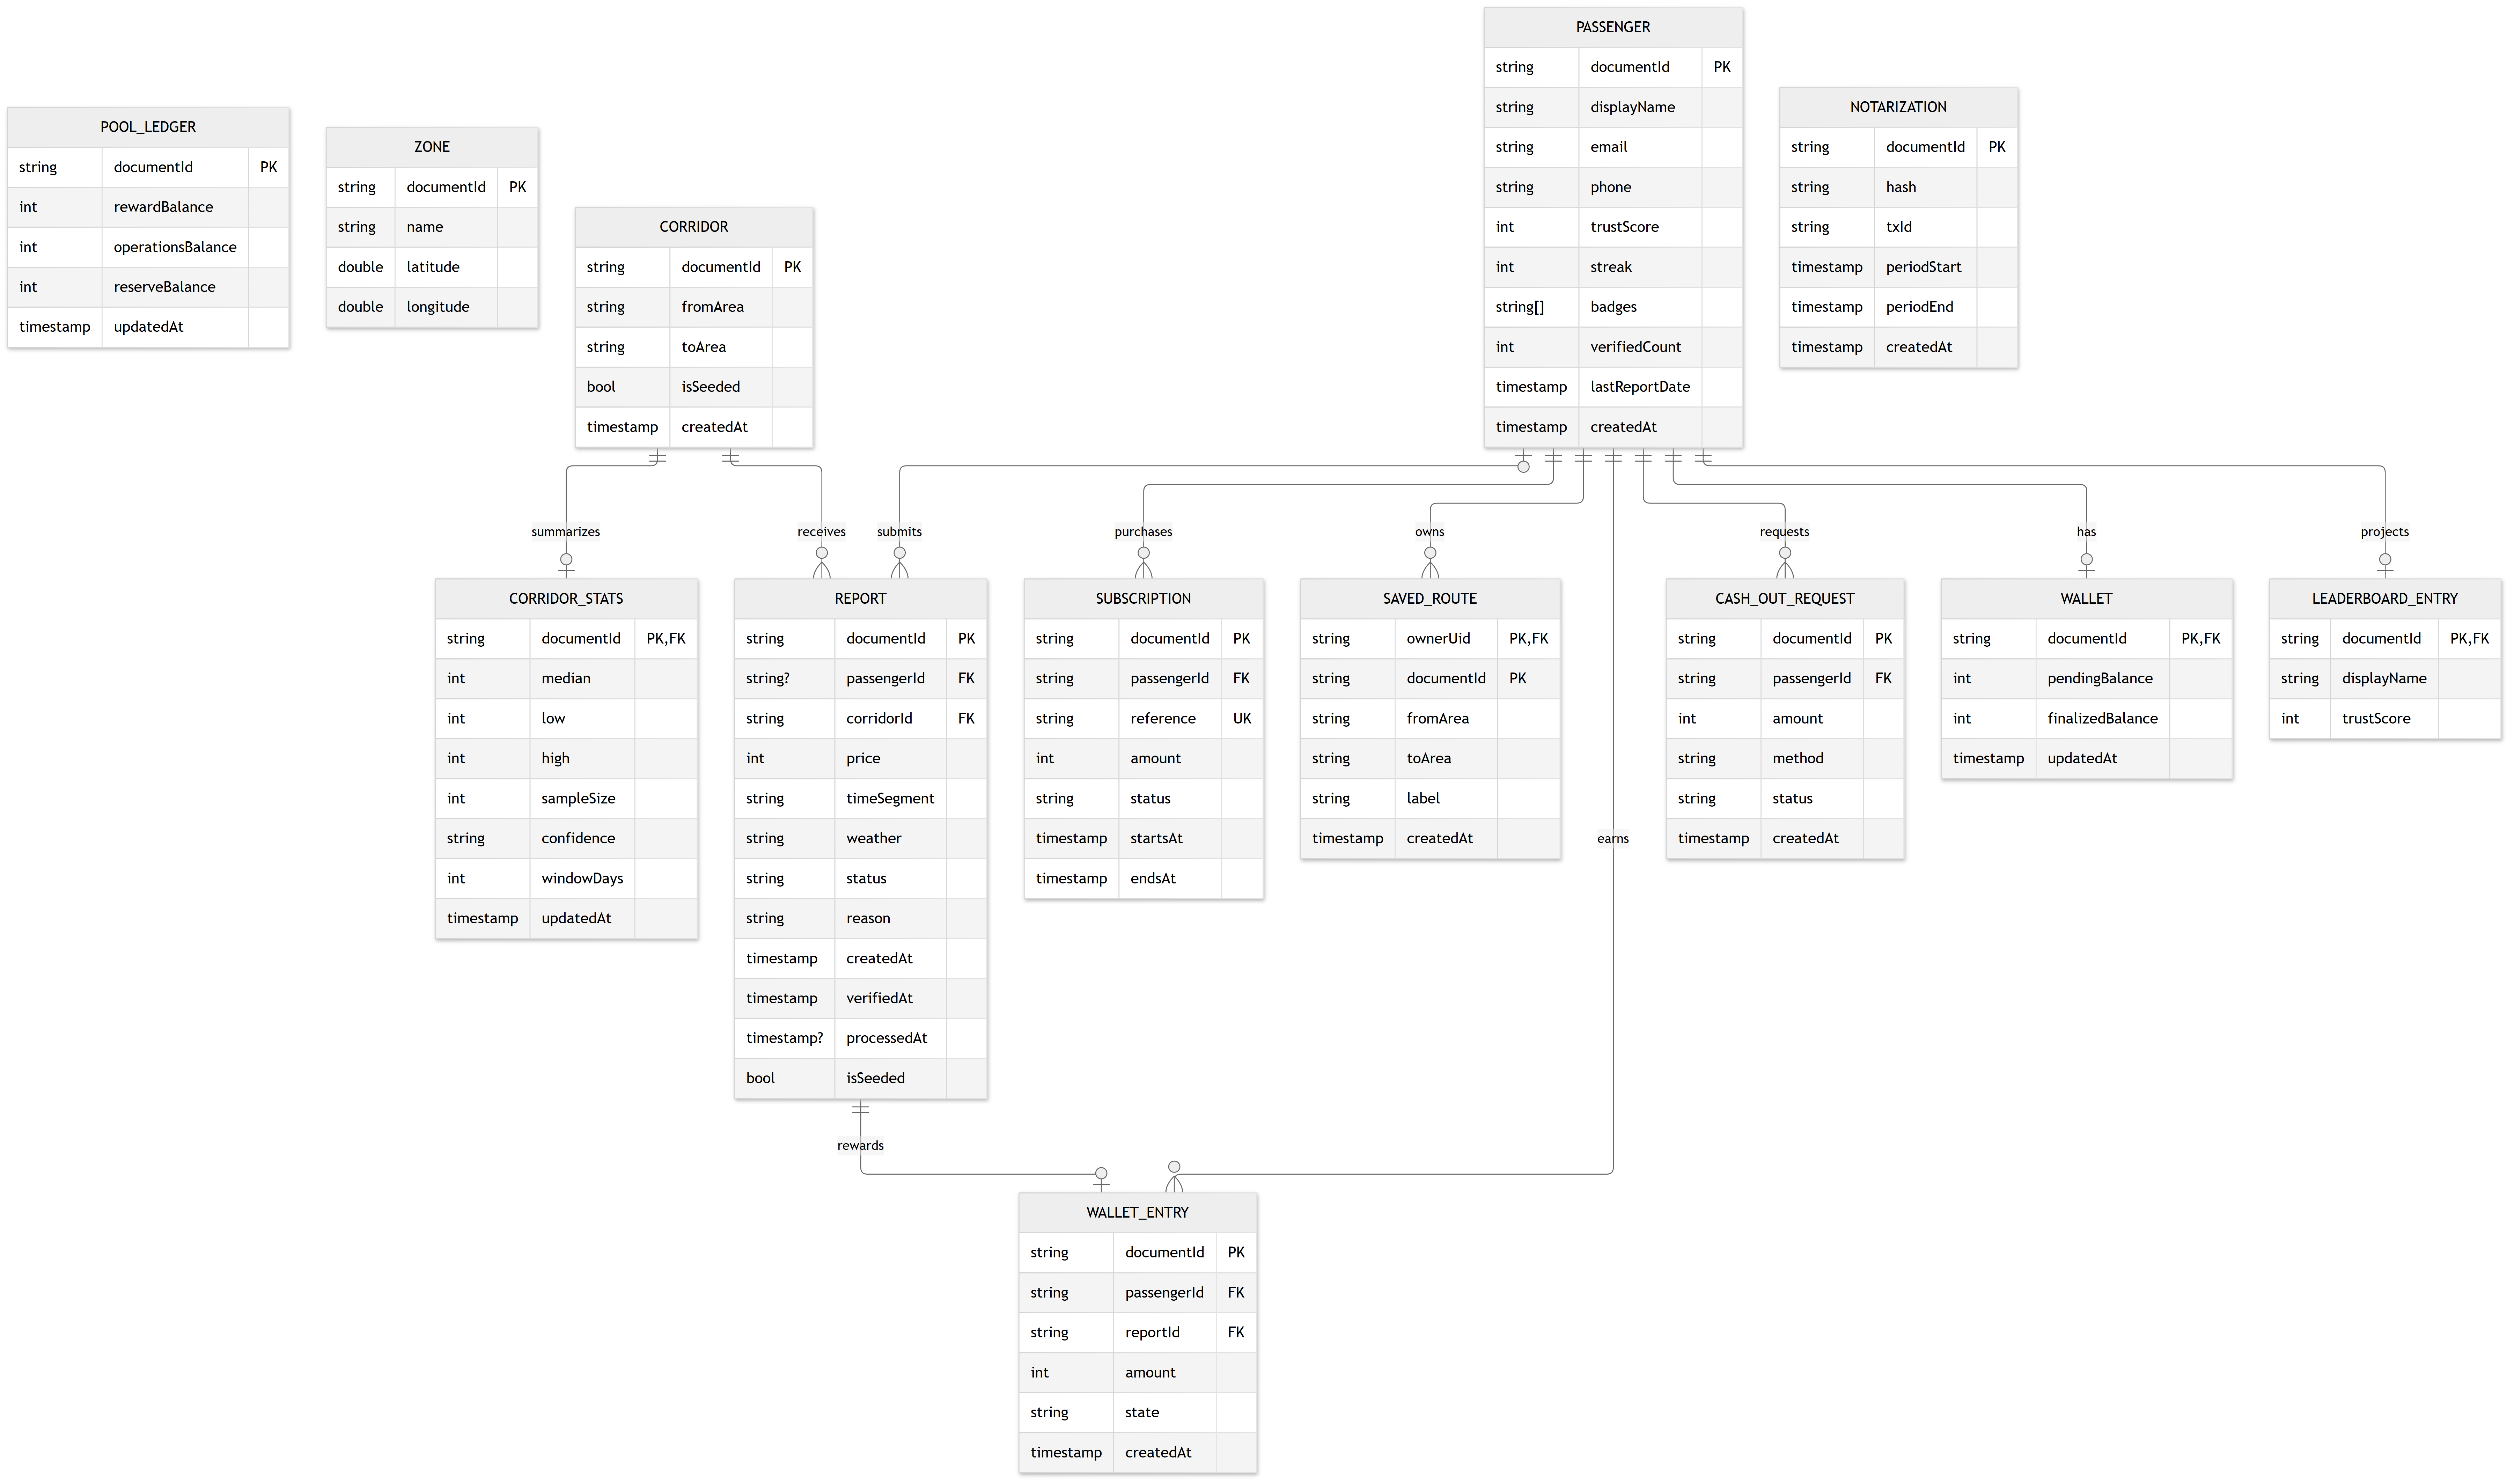 POOL_LEDGER
string documentId PK
int rewardBalance
int operationsBalance
int reserveBalance
timestamp updatedAt
ZONE
string documentId PK
string name
double latitude
double longitude
CORRIDOR
string documentId PK
string fromArea
string toArea
bool isSeeded
timestamp createdAt
PASSENGER
string documentId PK
string displayName
string email
string phone
int trustScore
int streak
string[] badges
int verifiedCount
timestamp lastReportDate
timestamp createdAt
NOTARIZATION
string documentId PK
string hash
string txId
timestamp periodStart
timestamp periodEnd
timestamp createdAt
summarizes
receives
submits
purchases
owns
requests
has
projects
CORRIDOR_STATS
string documentId PK,FK
int median
int low
int high
int sampleSize
string confidence
int windowDays
timestamp updatedAt
REPORT
string documentId PK
string? passengerId FK
string corridorId FK
int price
string timeSegment
string weather
string status
string reason
timestamp createdAt
timestamp verifiedAt
timestamp? processedAt
bool isSeeded
SUBSCRIPTION
string documentId PK
string passengerId FK
string reference UK
int amount
string status
timestamp startsAt
timestamp endsAt
SAVED_ROUTE
string ownerUid PK,FK
string documentId PK
string fromArea
string toArea
string label
timestamp createdAt
earns
CASH_OUT_REQUEST
string documentId PK
string passengerId FK
int amount
string method
string status
timestamp createdAt
WALLET
string documentId PK,FK
int pendingBalance
int finalizedBalance
timestamp updatedAt
LEADERBOARD_ENTRY
string documentId PK,FK
string displayName
int trustScore
rewards
WALLET_ENTRY
string documentId PK
string passengerId FK
string reportId FK
int amount
string state
timestamp createdAt